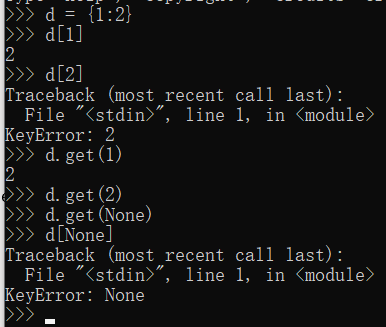 >>> d = {1:2}
>>> d[1]
2
>>> d[2]
Traceback (most recent call last):
  File "<stdin>", line 1, in <module>
KeyError: 2
>>> d.get(1)
2
>>> d.get(2)
>>> d.get(None)
>>> d[None]
Traceback (most recent call last):
  File "<stdin>", line 1, in <module>
KeyError: None
>>>